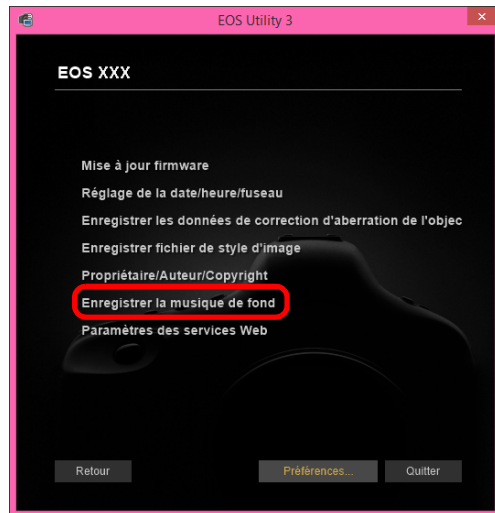 EOS Utility 3
EOS XXX
Mise à jour firmware
Réglage de la date/heure/fuseau
Enregistrer les données de correction d'aberration de l'objec
Enregistrer fichier de style d'image
Propriétaire/Auteur/Copyright
Enregistrer la musique de fond
Paramètres des services Web
Retour
Préférences...
Quitter